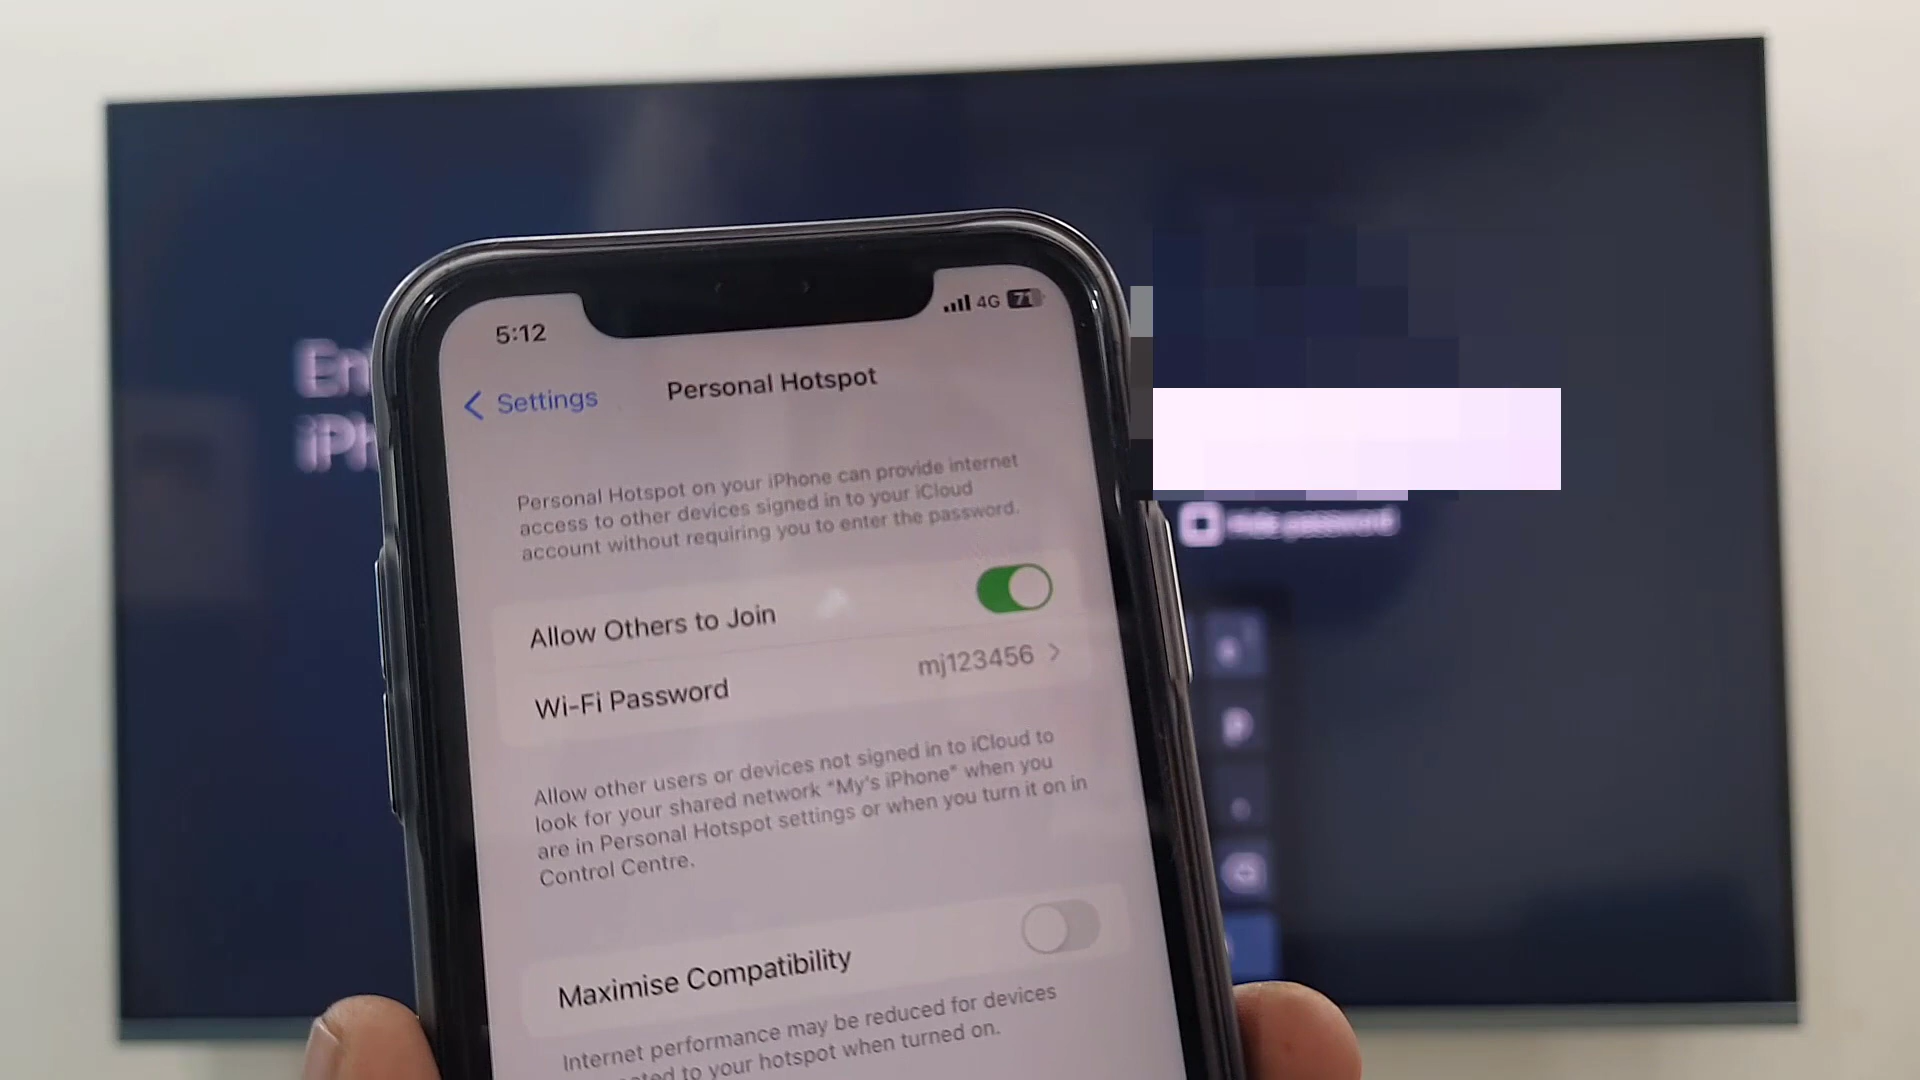 5:12
4G 71
Settings
Personal Hotspot
Personal Hotspot on your iPhone can provide internet
access to other devices signed in to your iCloud
account without requiring you to enter the password.
Allow Others to Join
Wi-Fi Password
mj123456
Allow other users or devices not signed in to iCloud to
look for your shared network “My's iPhone” when you
are in Personal Hotspot settings or when you turn it on in
Control Centre.
Maximise Compatibility
Internet performance may be reduced for devices
to your hotspot when turned on.
Hide password
p